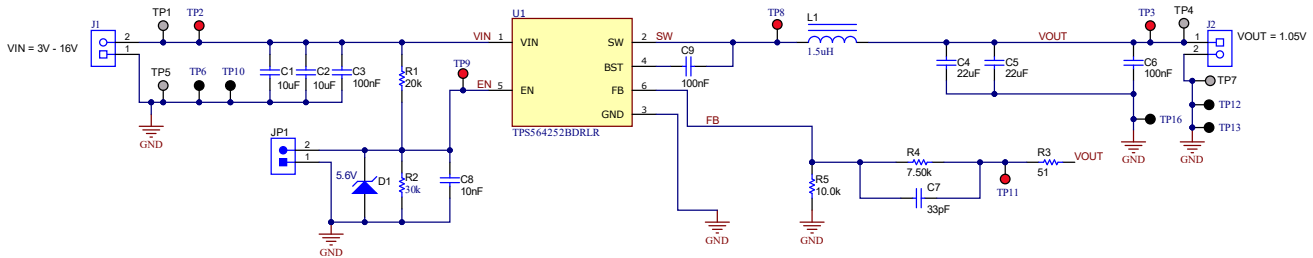 J1
TP1
TP2
VIN = 3V - 16V
2
1
TP5
TP6
TP10
GND
C1
10uF
C2
10uF
C3
100nF
R1
20k
VIN
EN
TP9
JP1
2
1
5.6V
D1
R2
30k
C8
10nF
GND
U1
1
VIN
5
EN
SW
2
BST
4
FB
6
GND
3
TPS564252BDRLR
SW
C9
100nF
TP8
L1
1.5uH
FB
GND
R5
10.0k
GND
R4
7.50k
C7
33pF
TP11
R3
51
VOUT
VOUT
C4
22uF
C5
22uF
C6
100nF
TP3
TP4
J2
1
2
VOUT = 1.05V
TP7
TP12
TP13
TP16
GND
GND